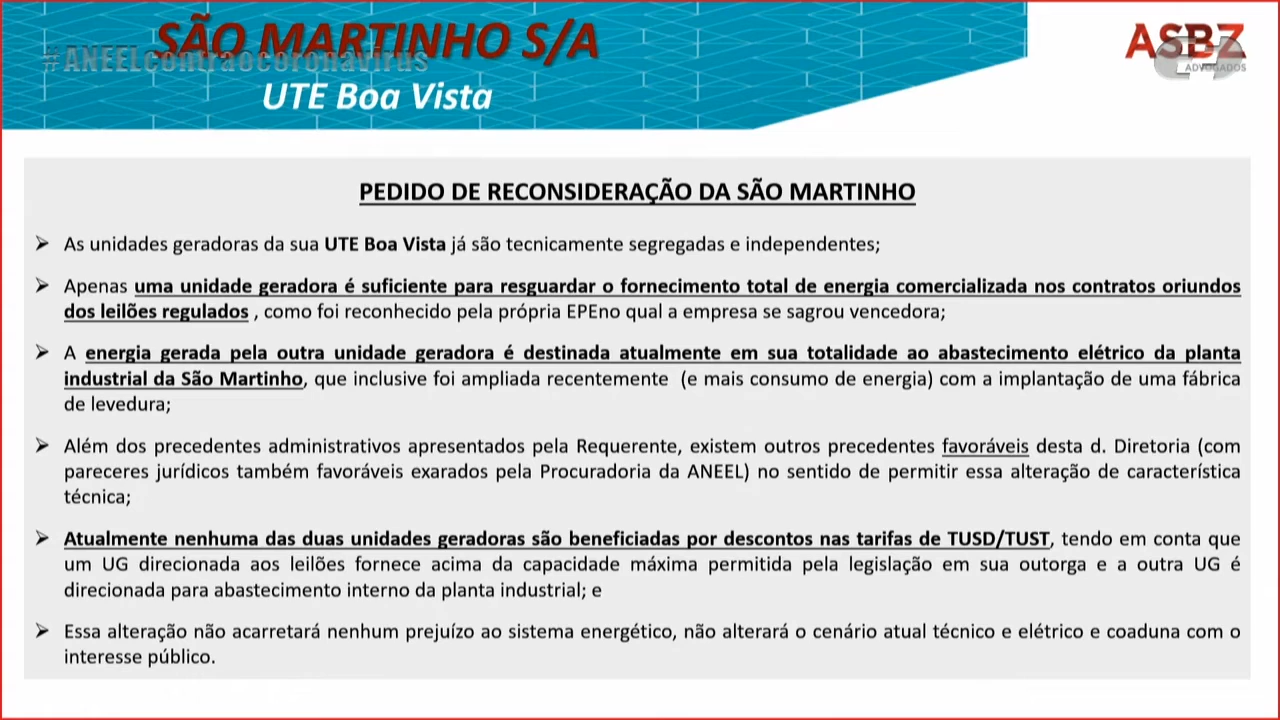 SÃO MARTINHO S/A
#ANEELcontraocoronavirus
UTE Boa Vista
ASBZ
ADVOGADOS
PEDIDO DE RECONSIDERAÇÃO DA SÃO MARTINHO
➢ As unidades geradoras da sua UTE Boa Vista já são tecnicamente segregadas e independentes;
➢ Apenas uma unidade geradora é suficiente para resguardar o fornecimento total de energia comercializada nos contratos oriundos
dos leilões regulados , como foi reconhecido pela própria EPEno qual a empresa se sagrou vencedora;
➢ A energia gerada pela outra unidade geradora é destinada atualmente em sua totalidade ao abastecimento elétrico da planta
industrial da São Martinho, que inclusive foi ampliada recentemente (e mais consumo de energia) com a implantação de uma fábrica
de levedura;
➢ Além dos precedentes administrativos apresentados pela Requerente, existem outros precedentes favoráveis desta d. Diretoria (com
pareceres jurídicos também favoráveis exarados pela Procuradoria da ANEEL) no sentido de permitir essa alteração de característica
técnica;
➢ Atualmente nenhuma das duas unidades geradoras são beneficiadas por descontos nas tarifas de TUSD/TUST, tendo em conta que
um UG direcionada aos leilões fornece acima da capacidade máxima permitida pela legislação em sua outorga e a outra UG é
direcionada para abastecimento interno da planta industrial; e
➢ Essa alteração não acarretará nenhum prejuízo ao sistema energético, não alterará o cenário atual técnico e elétrico e coaduna com o
interesse público.